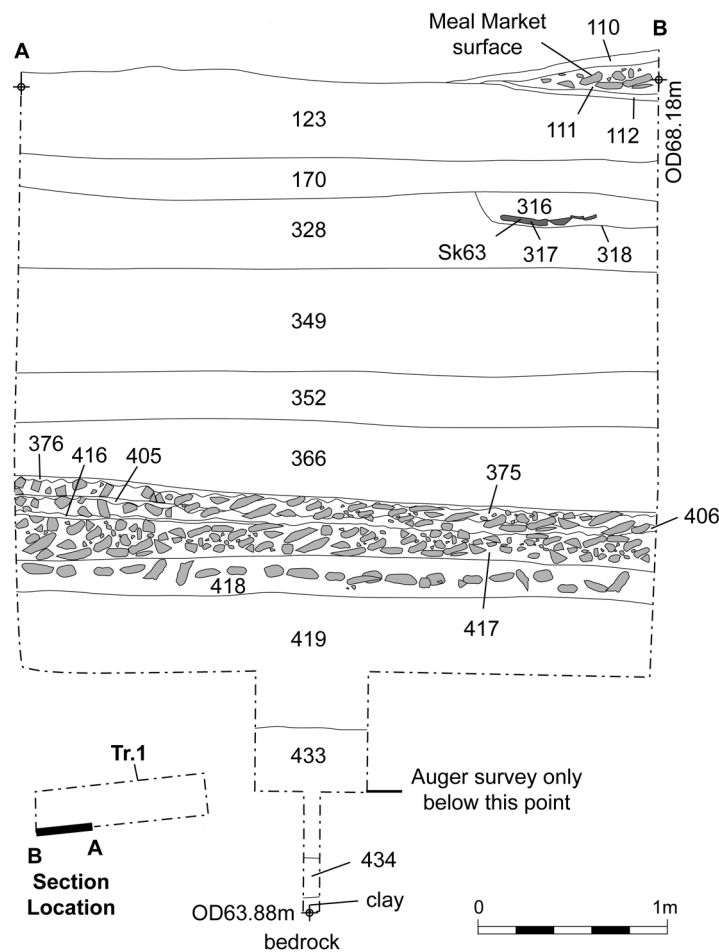 A
Meal Market
surface
110
B
OD68.18m
123
111
112
170
328
316
Sk63
317
318
349
352
366
376
416
405
375
406
418
417
419
433
Tr.1
Auger survey only
below this point
B
A
Section
Location
434
clay
OD63.88m
bedrock
0
1m